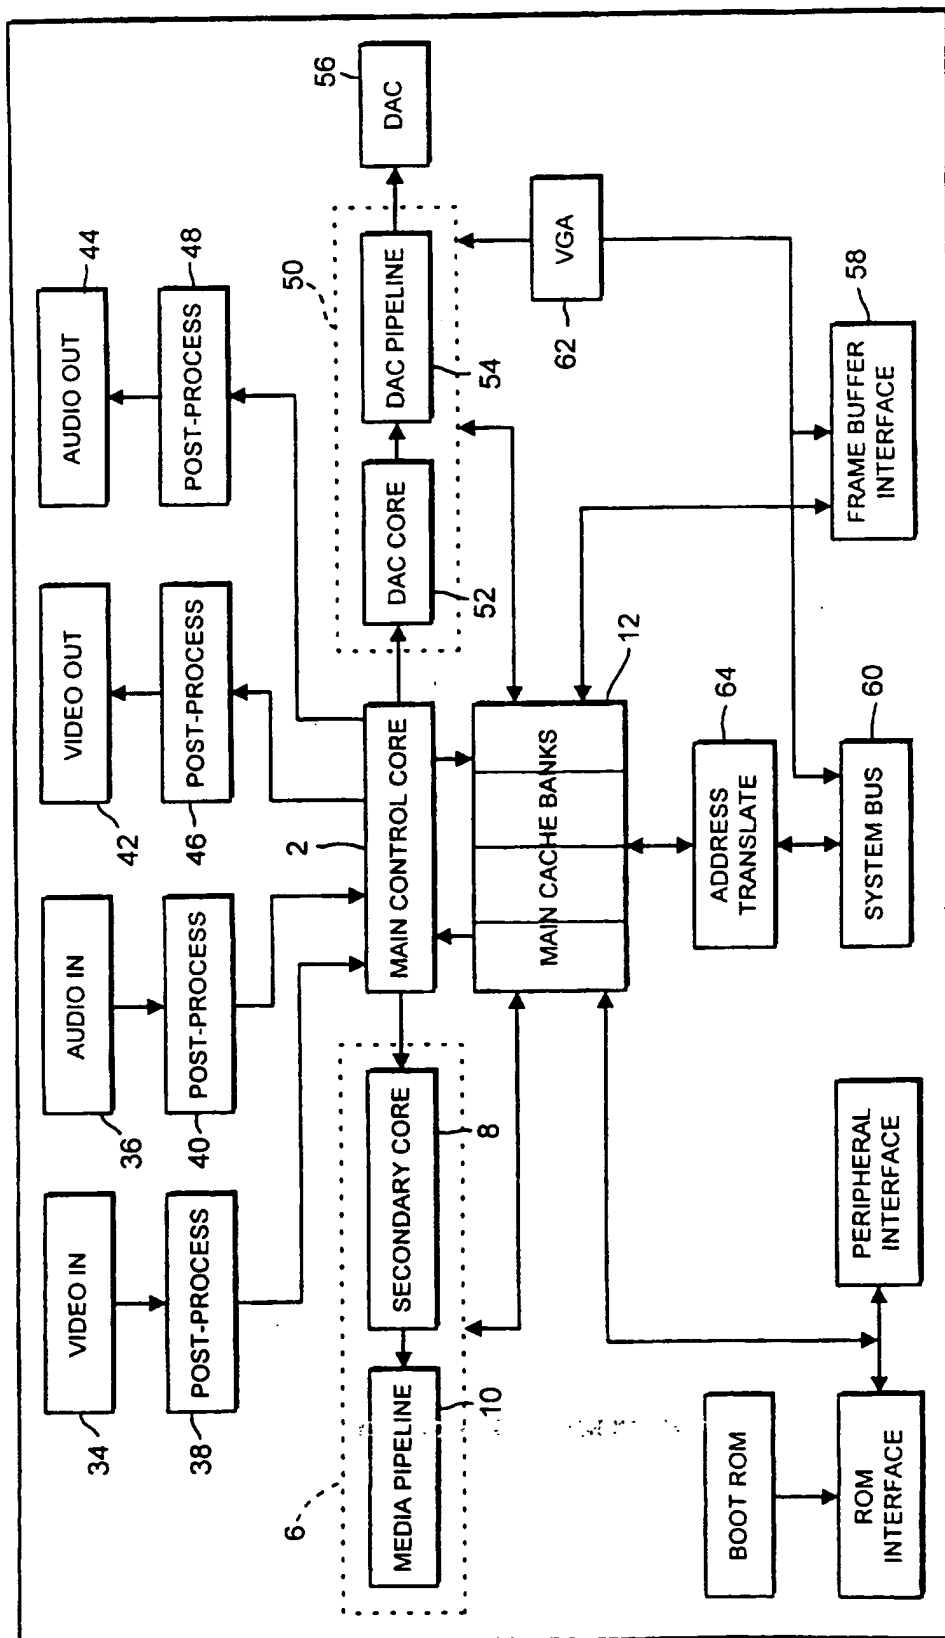 VIDEO IN
34
AUDIO IN
36
VIDEO OUT
42
AUDIO OUT
44
POST-PROCESS
38
POST-PROCESS
40
POST-PROCESS
46
POST-PROCESS
48
6
2
50
56
MEDIA PIPELINE
10
SECONDARY CORE
8
MAIN CONTROL CORE
DAC CORE
52
DAC PIPELINE
54
DAC
MAIN CACHE BANKS
12
VGA
62
BOOT ROM
ADDRESS
TRANSLATE
64
ROM
INTERFACE
PERIPHERAL
INTERFACE
SYSTEM BUS
60
FRAME BUFFER
INTERFACE
58